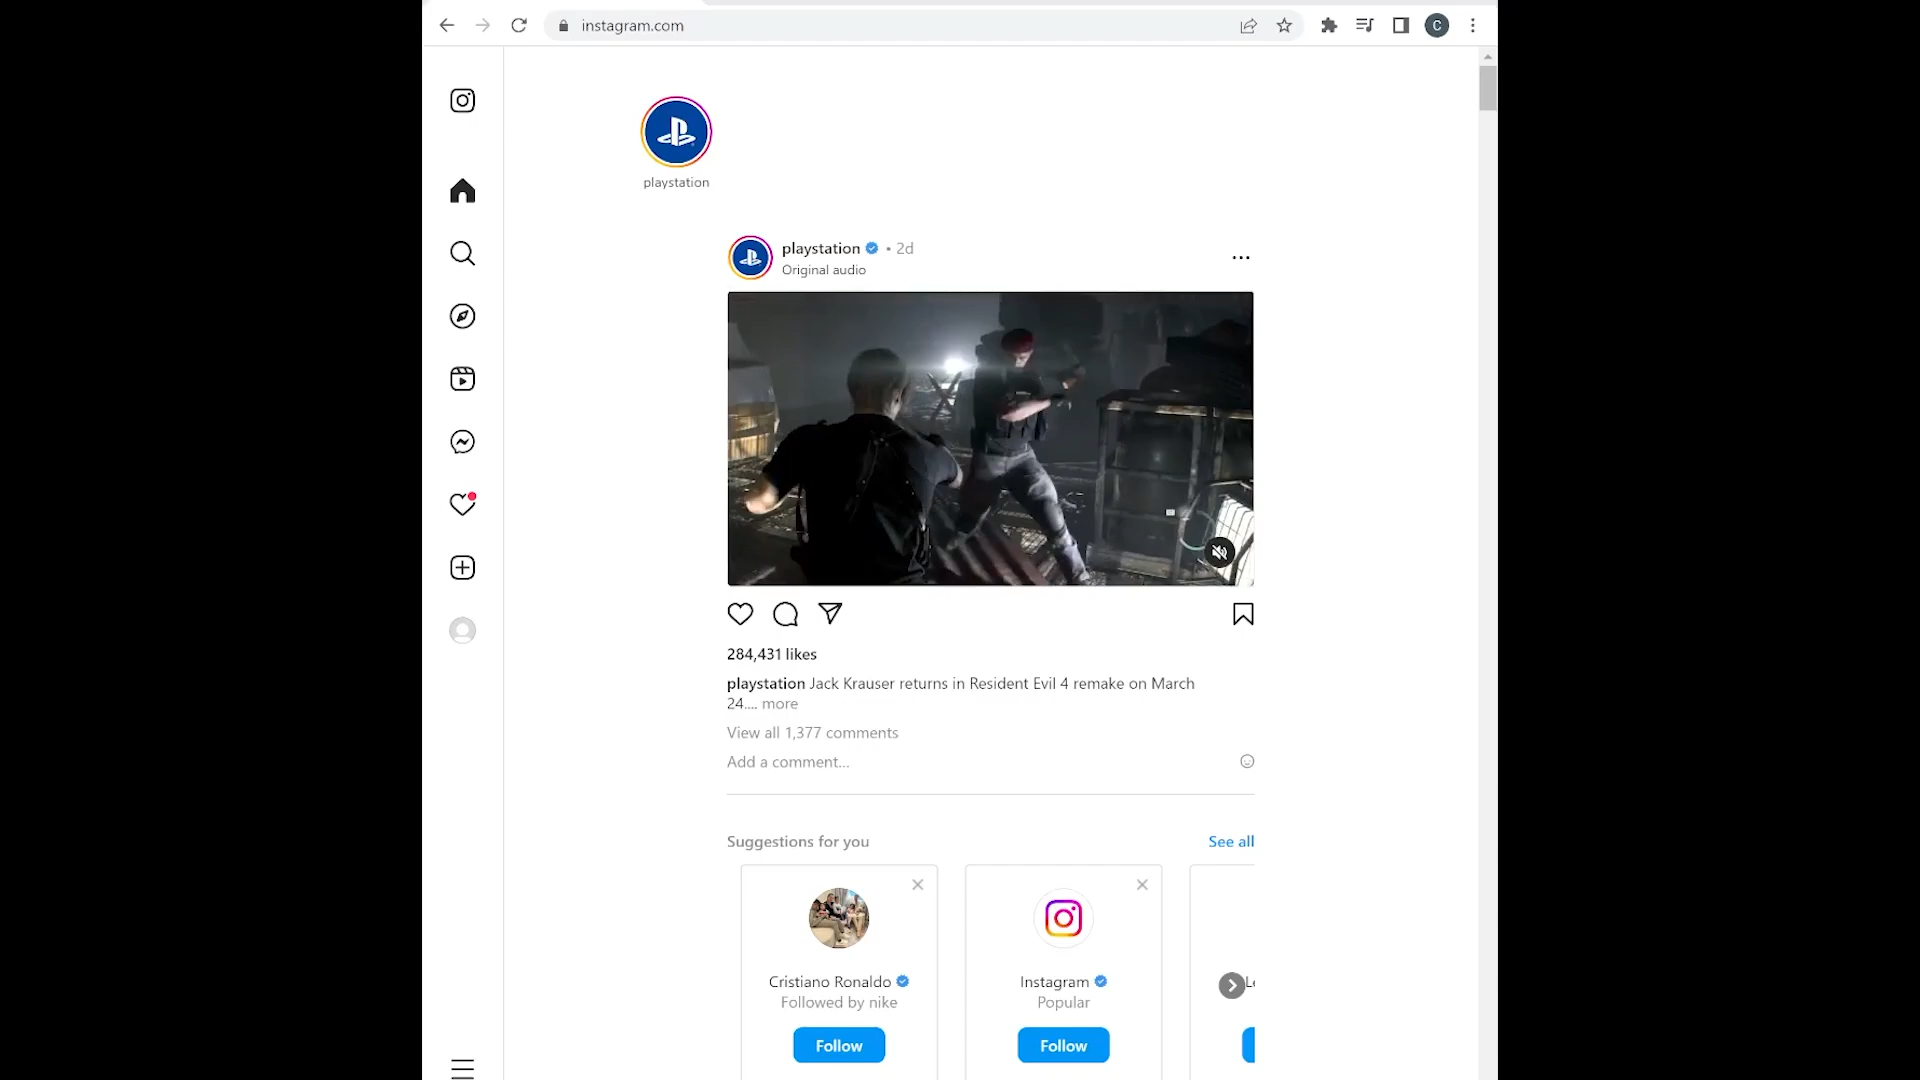 instagram.com
C
playstation
playstation • 2d
Original audio
284,431 likes
playstation Jack Krauser returns in Resident Evil 4 remake on March
24.... more
View all 1,377 comments
Add a comment...
Suggestions for you
See all
Cristiano Ronaldo
Followed by nike
Follow
Instagram
Popular
Follow